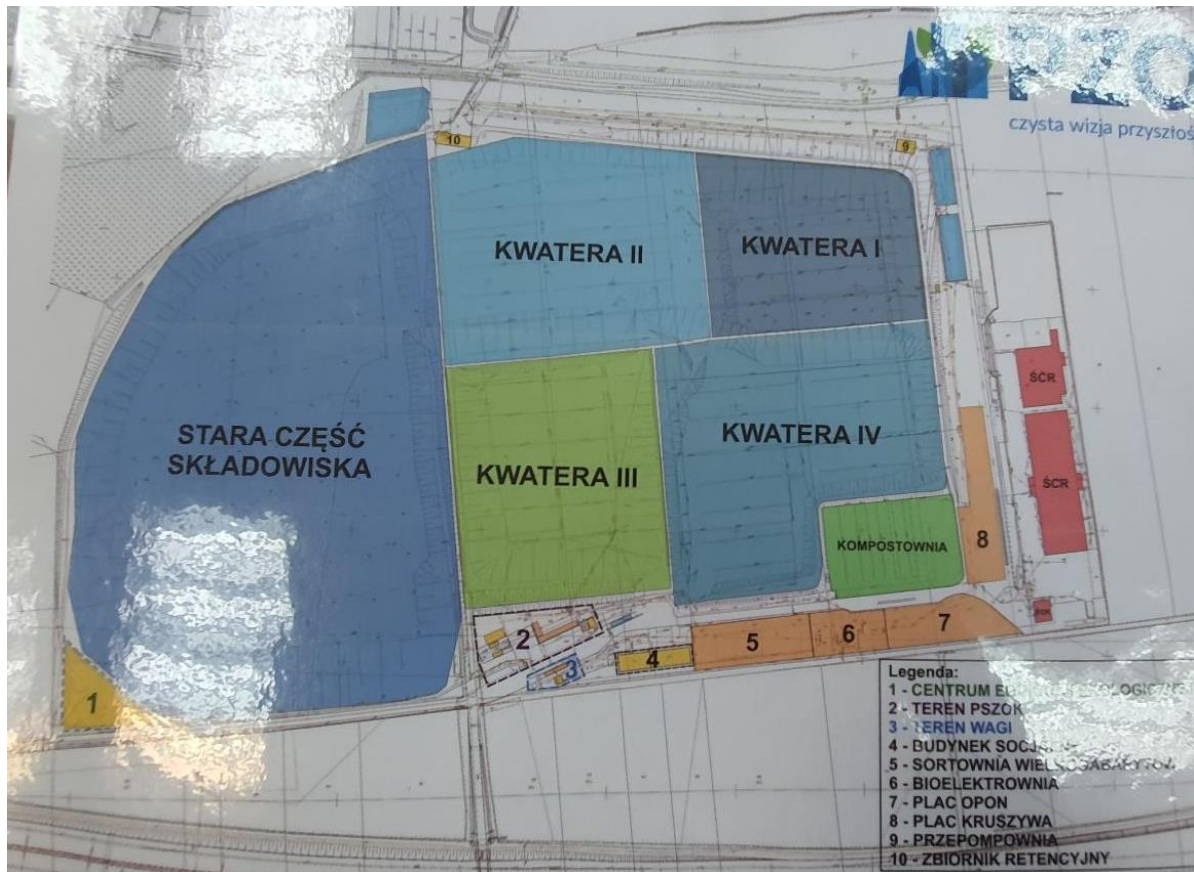 czysta wizja
10
9
KWATERA II
KWATERA I
STARA CZĘŚĆ
SKŁADOWISKA
KWATERA III
KWATERA IV
ŚCR
ŚCR
KOMPOSTOWNIA
8
1
2
3
4
5
6
7
Legenda:
1 - CENTRUM
2 - TEREN PSZOK
3 - TEREN WAGI
4 - BUDYNEK
5 - SORTOWNIA
6 - BIOELEKTROWNIA
7 - PLAC OPON
8 - PLAC KRUSZYWA
9 - PRZEPOMPOWNIA
10 - ZBIORNIK RETENCYJNY